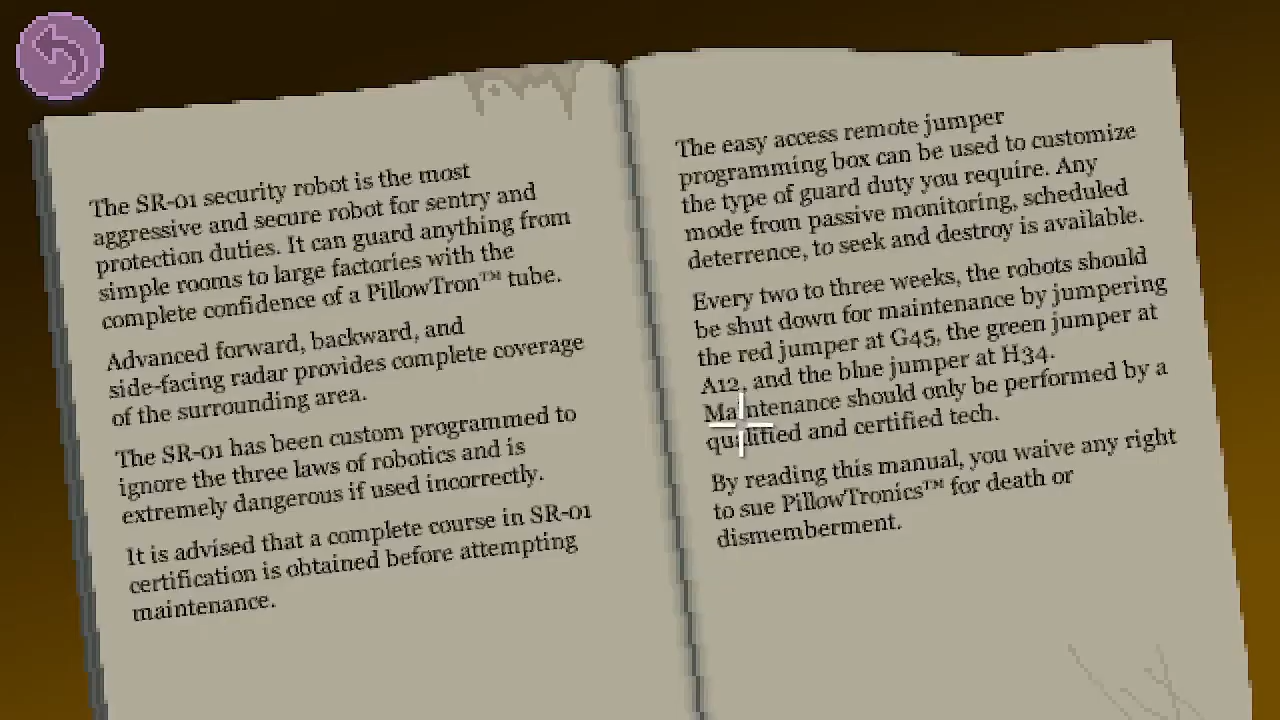 The SR-01 security robot is the most
aggressive and secure robot for sentry and
protection duties. It can guard anything from
simple rooms to large factories with the
complete confidence of a PillowTron™ tube.
Advanced forward, backward, and
side-facing radar provides complete coverage
of the surrounding area.
The SR-01 has been custom programmed to
ignore the three laws of robotics and is
extremely dangerous if used incorrectly.
It is advised that a complete course in SR-01
certification is obtained before attempting
maintenance.
The easy access remote jumper
programming box can be used to customize
the type of guard duty you require. Any
mode from passive monitoring, scheduled
deterrence, to seek and destroy is available.
Every two to three weeks, the robots should
be shut down for maintenance by jumpering
the red jumper at G45, the green jumper at
A12, and the blue jumper at H34.
Maintenance should only be performed by a
qualified and certified tech.
By reading this manual, you waive any right
to sue PillowTronics™ for death or
dismemberment.